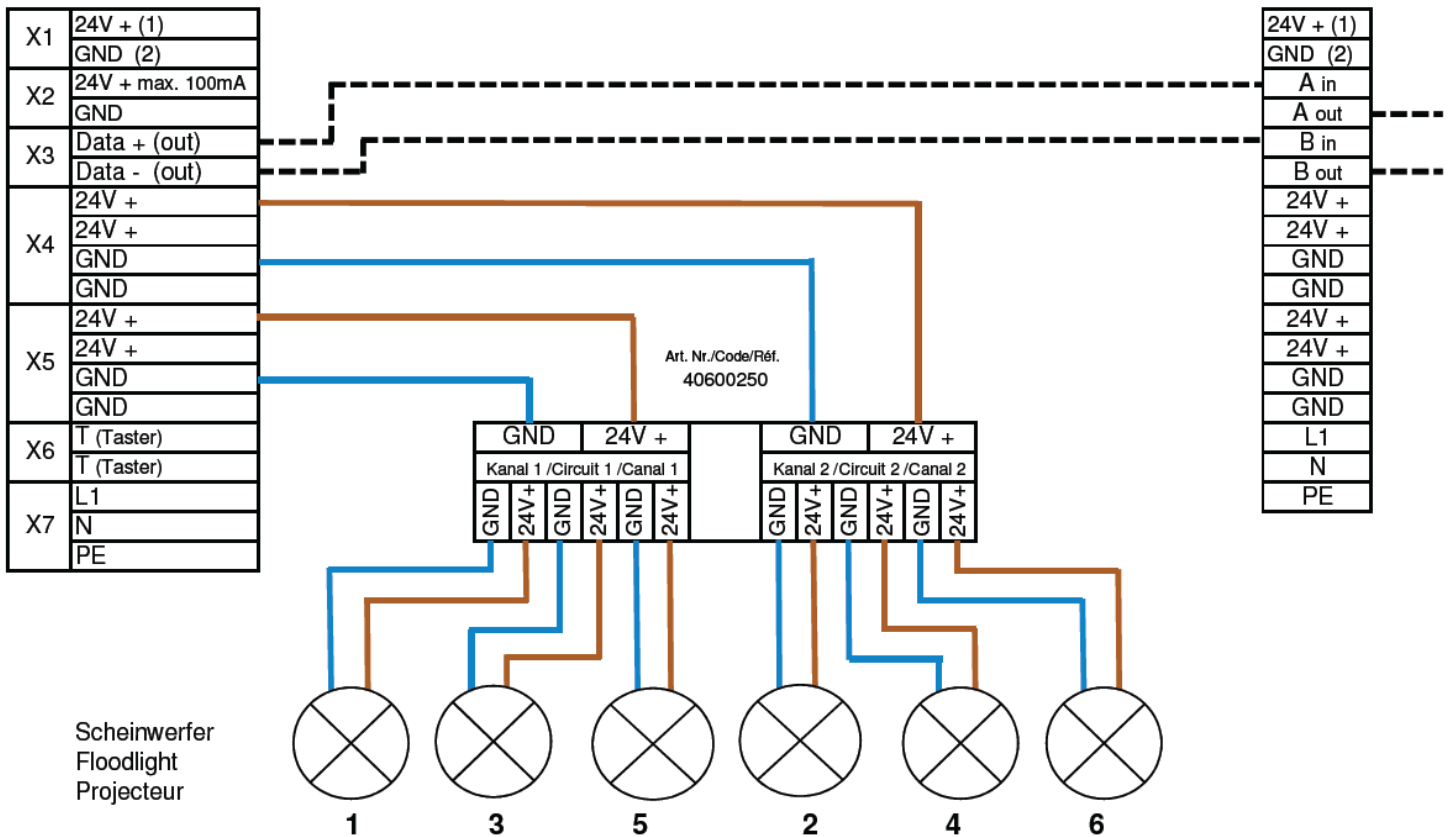 X1
24V + (1)
GND (2)
X2
24V + max. 100mA
GND
X3
Data + (out)
Data - (out)
X4
24V +
24V +
GND
GND
X5
24V +
24V +
GND
GND
X6
T (Taster)
T (Taster)
X7
L1
N
PE
24V + (1)
GND (2)
A in
A out
B in
B out
24V +
24V +
GND
GND
24V +
24V +
GND
GND
L1
N
PE
Art. Nr./Code/Réf.
40600250
GND 24V +
Kanal 1 /Circuit 1 /Canal 1
GND 24V+ GND 24V+ GND 24V+
GND 24V +
Kanal 2 /Circuit 2 /Canal 2
GND 24V+ GND 24V+ GND 24V+
Scheinwerfer
Floodlight
Projecteur
1 3 5 2 4 6